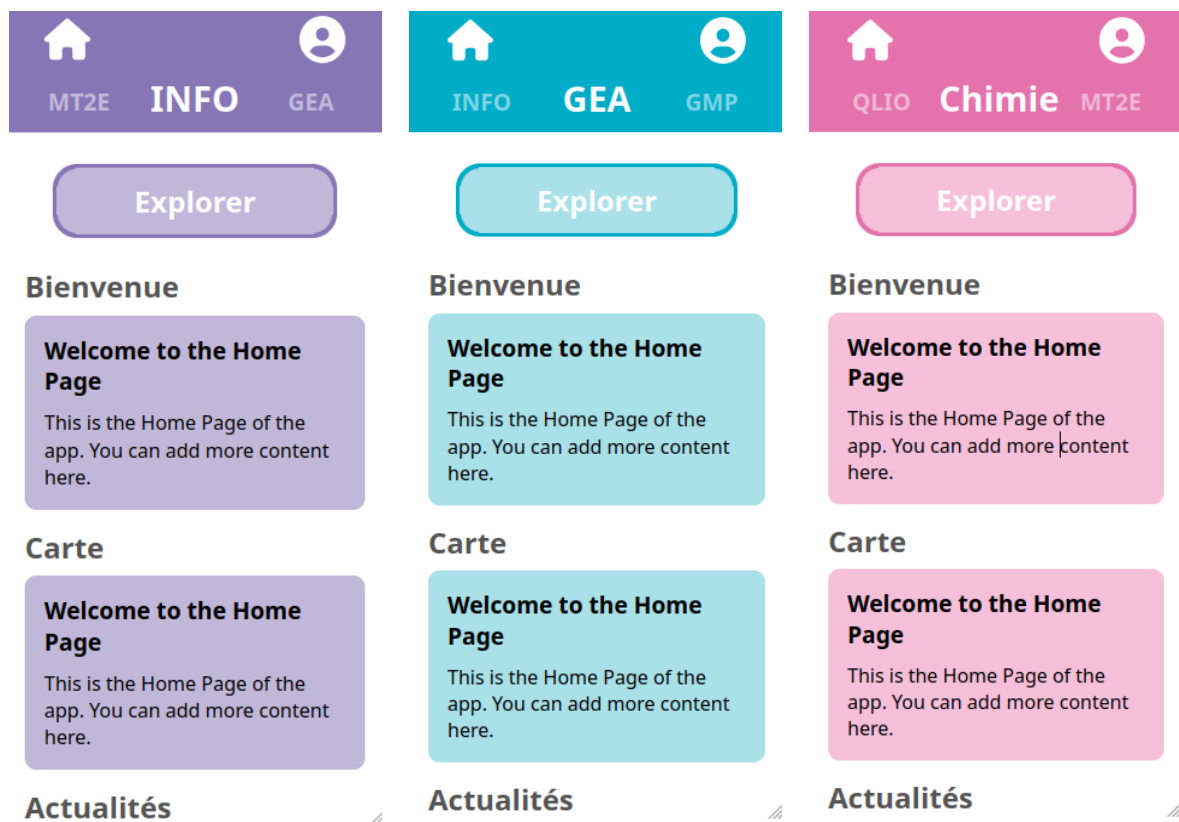 MT2E INFO GEA
Explorer
Bienvenue
Welcome to the Home
Page
This is the Home Page of the
app. You can add more content
here.
Carte
Welcome to the Home
Page
This is the Home Page of the
app. You can add more content
here.
Actualités
INFO GEA GMP
Explorer
Bienvenue
Welcome to the Home
Page
This is the Home Page of the
app. You can add more content
here.
Carte
Welcome to the Home
Page
This is the Home Page of the
app. You can add more content
here.
Actualités
QLIO Chimie MT2E
Explorer
Bienvenue
Welcome to the Home
Page
This is the Home Page of the
app. You can add more content
here.
Carte
Welcome to the Home
Page
This is the Home Page of the
app. You can add more content
here.
Actualités